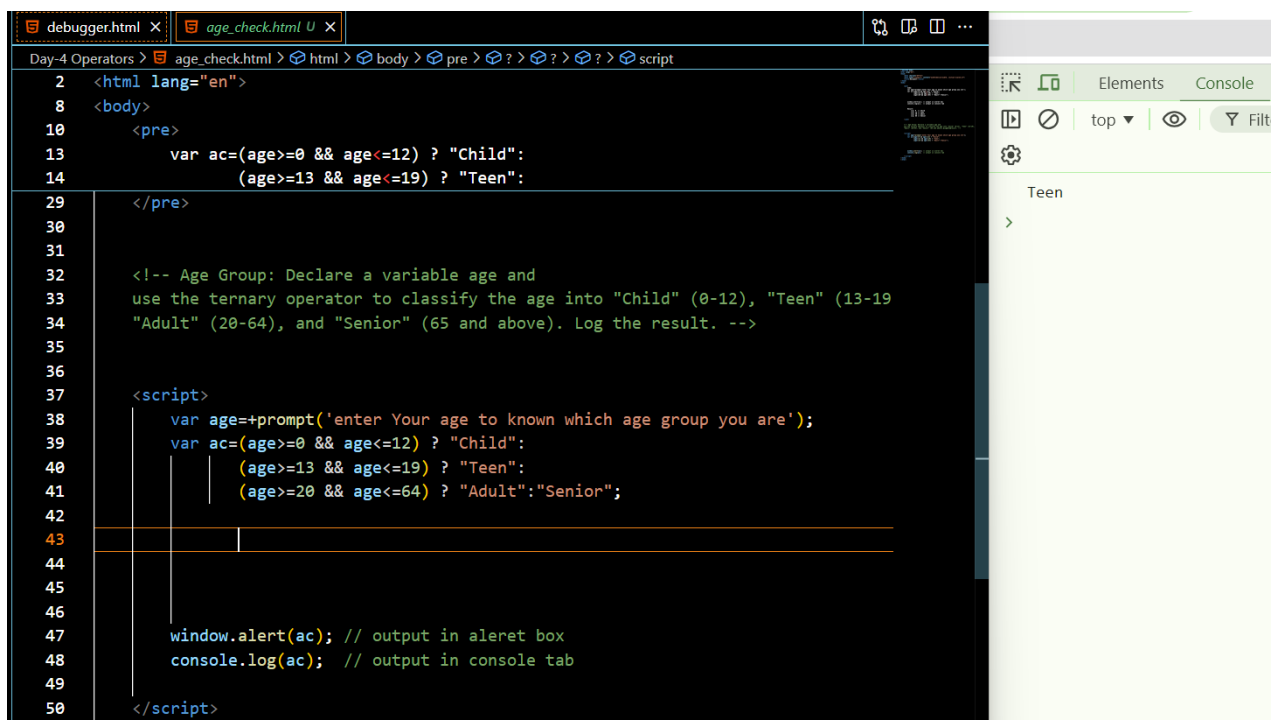 debugger.html
age_check.html U
Day-4 Operators > age_check.html > html > body > pre > ? > ? > ? > script
2 <html lang="en">
8 <body>
10 <pre>
13 var ac=(age>=0 && age<=12) ? "Child":
14 (age>=13 && age<=19) ? "Teen":
29 </pre>
30
31
32 <!-- Age Group: Declare a variable age and
33 use the ternary operator to classify the age into "Child" (0-12), "Teen" (13-19
34 "Adult" (20-64), and "Senior" (65 and above). Log the result. -->
35
36
37 <script>
38 var age=+prompt('enter Your age to known which age group you are');
39 var ac=(age>=0 && age<=12) ? "Child":
40 (age>=13 && age<=19) ? "Teen":
41 (age>=20 && age<=64) ? "Adult":"Senior";
42
43
44
45
46
47 window.alert(ac); // output in aleret box
48 console.log(ac); // output in console tab
49
50 </script>
Elements Console
top Filt
Teen
>